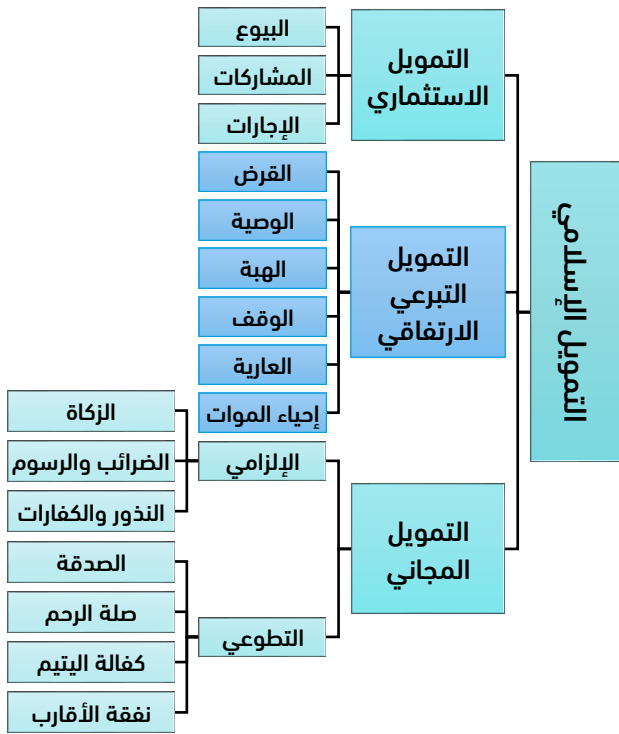 التمويل الإسلامي
التمويل
الاستثماري
البيوع
المشاركات
الإجارات
التمويل
التبرعي
الارتفاقي
القرض
الوصية
الهبة
الوقف
العارية
إحياء الموات
التمويل
المجاني
الإلزامي
الزكاة
الضرائب والرسوم
النذور والكفارات
التطوعي
الصدقة
صلة الرحم
كفالة اليتيم
نفقة الأقارب